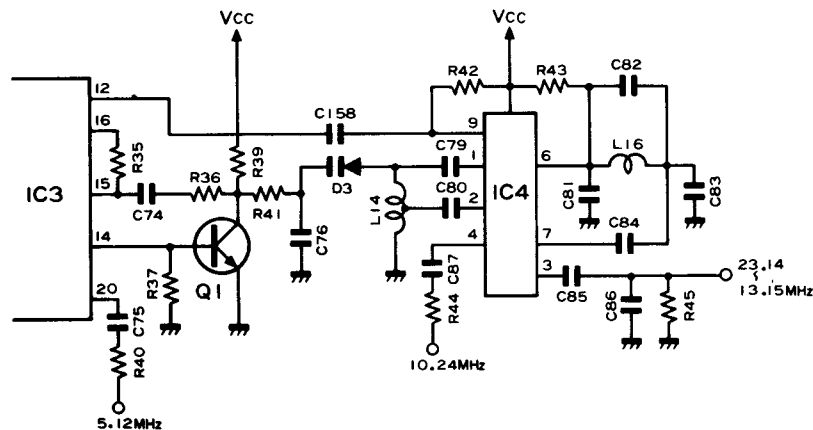 VCC
VCC
R42
R43
C82
12
C158
9
16
R35
R39
C79
1
6
L16
IC3
15
C74
R36
R41
D3
C80
2
IC4
C81
C83
L14
14
R37
Q1
C76
4
7
C84
C87
3
C85
23.14
≀
13.15MHz
20
C75
R44
C86
R45
R40
10.24MHz
5.12MHz